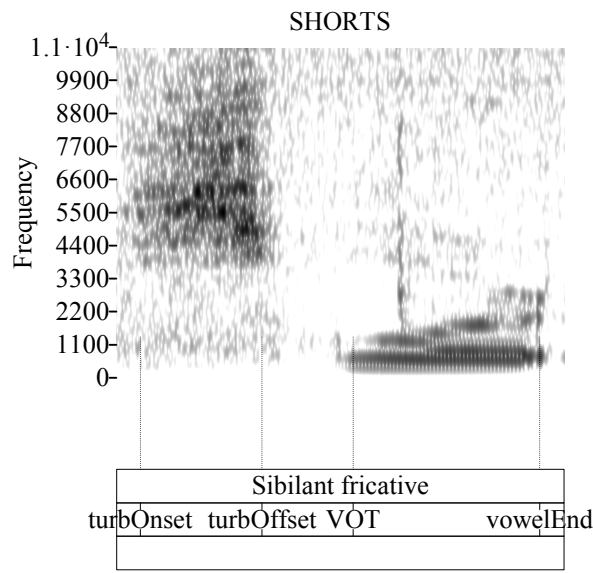 SHORTS
1.1·10⁴
9900
8800
7700
6600
5500
4400
3300
2200
1100
0
Frequency
Sibilant fricative
turbOnset turbOffset VOT vowelEnd